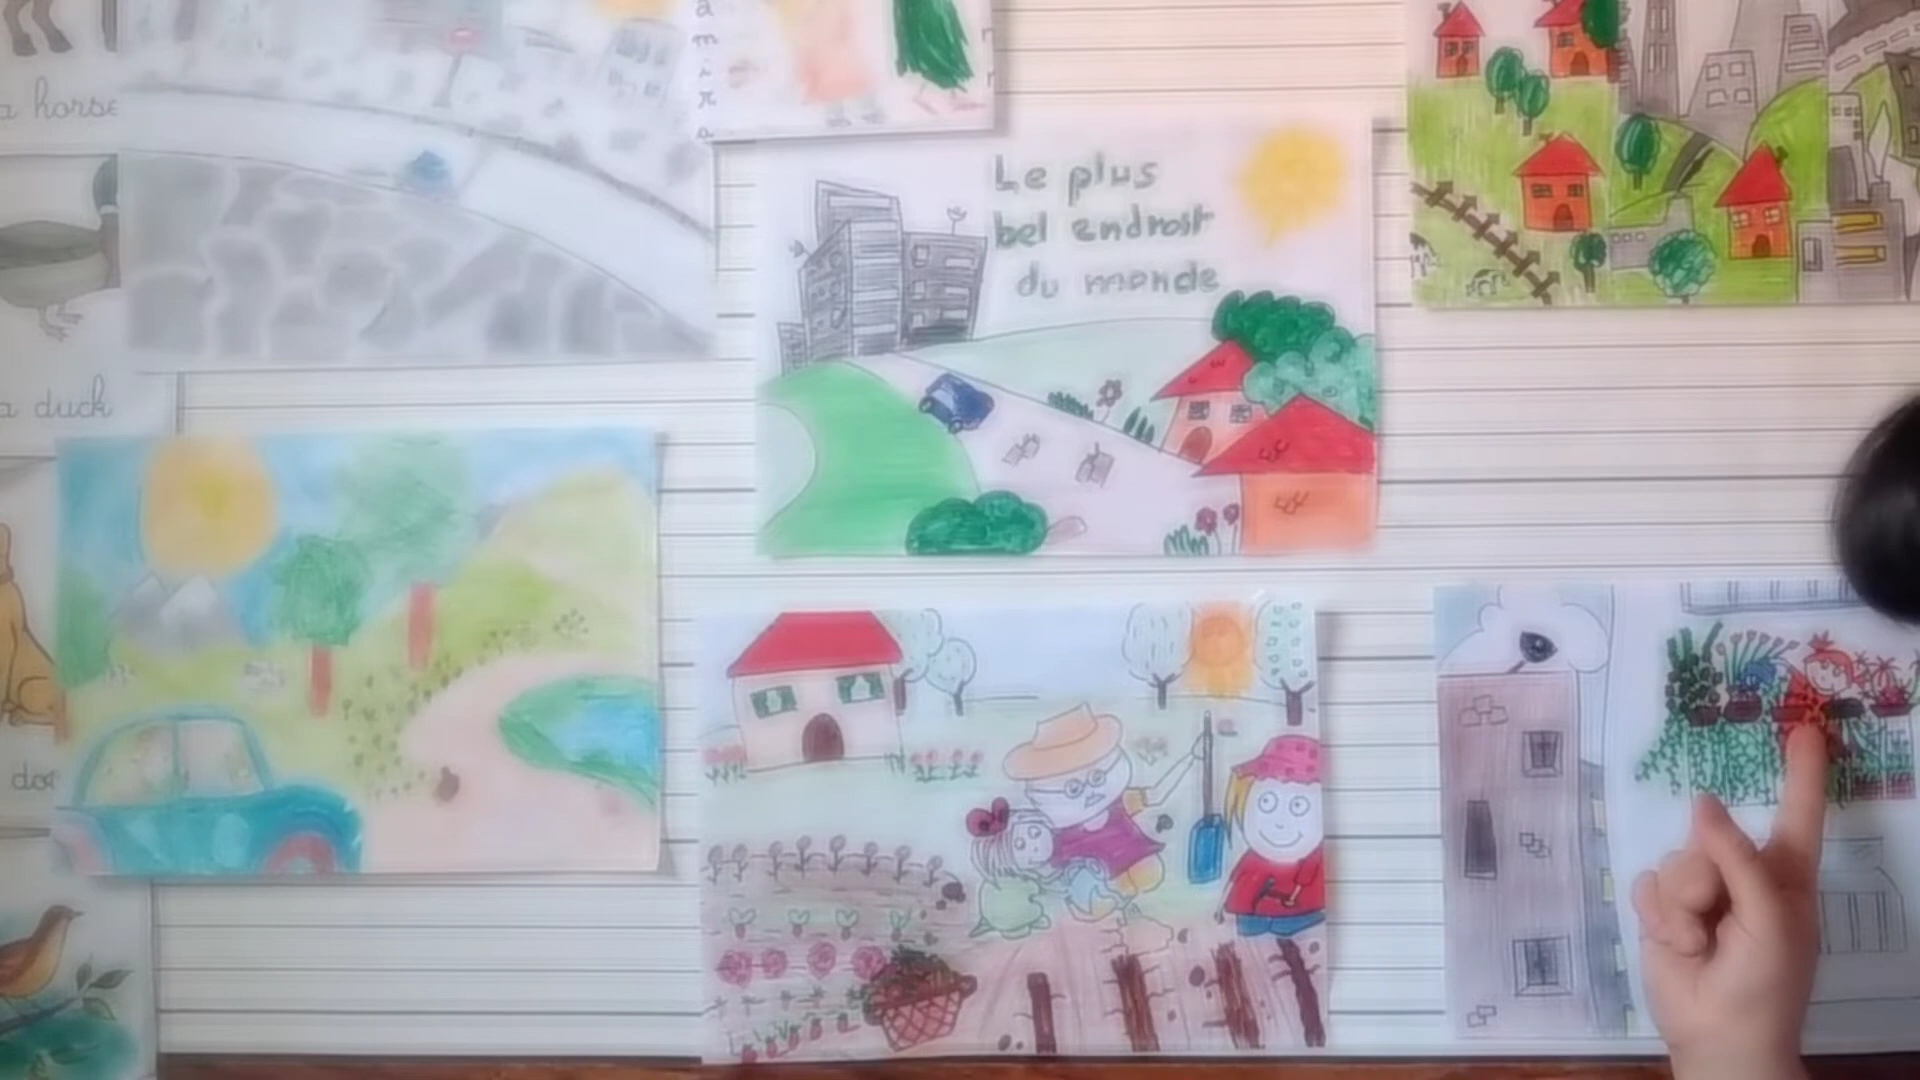 a horse
Le plus
bel endroit
du monde
a duck